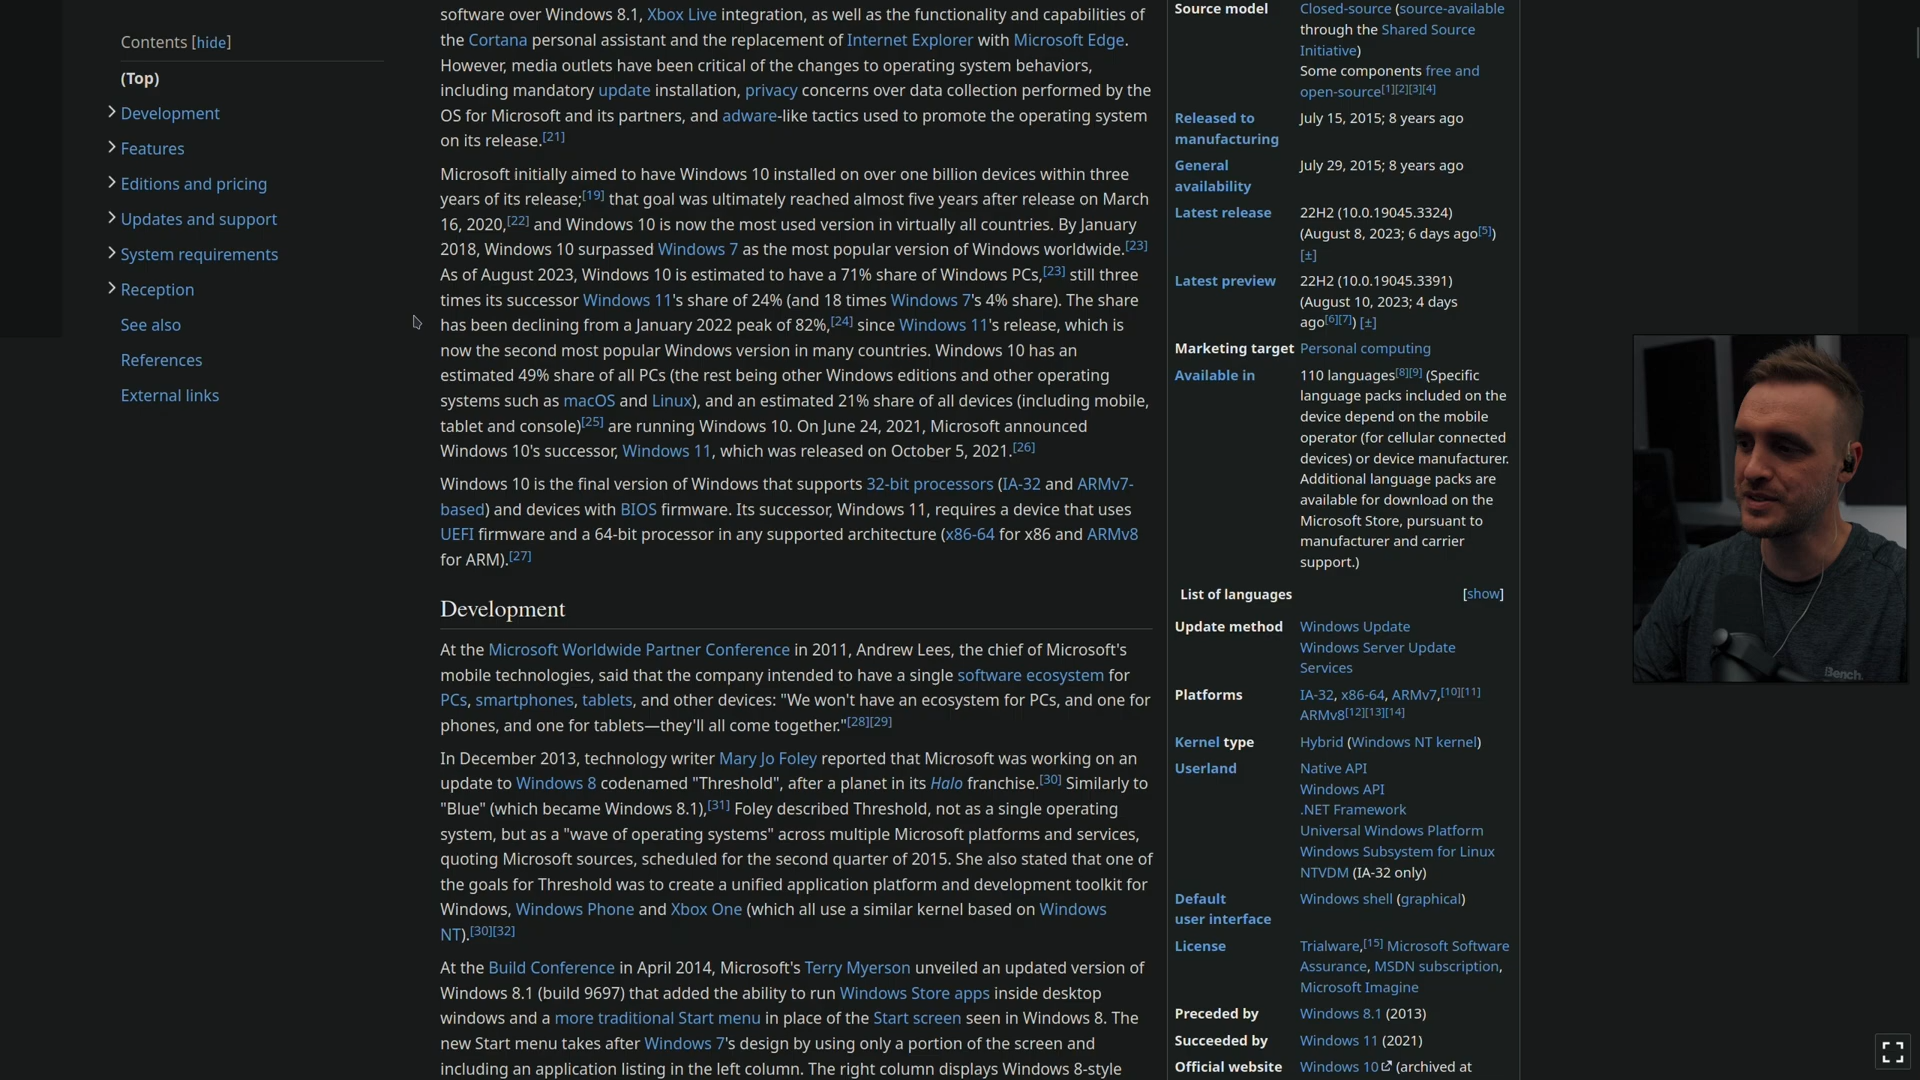 Contents [hide]
(Top)
Development
Features
Editions and pricing
Updates and support
System requirements
Reception
See also
References
External links
software over Windows 8.1, Xbox Live integration, as well as the functionality and capabilities of
the Cortana personal assistant and the replacement of Internet Explorer with Microsoft Edge.
However, media outlets have been critical of the changes to operating system behaviors,
including mandatory update installation, privacy concerns over data collection performed by the
OS for Microsoft and its partners, and adware-like tactics used to promote the operating system
on its release.[21]
Microsoft initially aimed to have Windows 10 installed on over one billion devices within three
years of its release;[19] that goal was ultimately reached almost five years after release on March
16, 2020,[22] and Windows 10 is now the most used version in virtually all countries. By January
2018, Windows 10 surpassed Windows 7 as the most popular version of Windows worldwide.[23]
As of August 2023, Windows 10 is estimated to have a 71% share of Windows PCs,[23] still three
times its successor Windows 11's share of 24% (and 18 times Windows 7's 4% share). The share
has been declining from a January 2022 peak of 82%,[24] since Windows 11's release, which is
now the second most popular Windows version in many countries. Windows 10 has an
estimated 49% share of all PCs (the rest being other Windows editions and other operating
systems such as macOS and Linux), and an estimated 21% share of all devices (including mobile,
tablet and console)[25] are running Windows 10. On June 24, 2021, Microsoft announced
Windows 10's successor, Windows 11, which was released on October 5, 2021.[26]
Windows 10 is the final version of Windows that supports 32-bit processors (IA-32 and ARMv7-
based) and devices with BIOS firmware. Its successor, Windows 11, requires a device that uses
UEFI firmware and a 64-bit processor in any supported architecture (x86-64 for x86 and ARMv8
for ARM).[27]
Development
At the Microsoft Worldwide Partner Conference in 2011, Andrew Lees, the chief of Microsoft's
mobile technologies, said that the company intended to have a single software ecosystem for
PCs, smartphones, tablets, and other devices: "We won't have an ecosystem for PCs, and one for
phones, and one for tablets—they'll all come together."[28][29]
In December 2013, technology writer Mary Jo Foley reported that Microsoft was working on an
update to Windows 8 codenamed "Threshold", after a planet in its Halo franchise.[30] Similarly to
"Blue" (which became Windows 8.1),[31] Foley described Threshold, not as a single operating
system, but as a "wave of operating systems" across multiple Microsoft platforms and services,
quoting Microsoft sources, scheduled for the second quarter of 2015. She also stated that one of
the goals for Threshold was to create a unified application platform and development toolkit for
Windows, Windows Phone and Xbox One (which all use a similar kernel based on Windows
NT).[30][32]
At the Build Conference in April 2014, Microsoft's Terry Myerson unveiled an updated version of
Windows 8.1 (build 9697) that added the ability to run Windows Store apps inside desktop
windows and a more traditional Start menu in place of the Start screen seen in Windows 8. The
new Start menu takes after Windows 7's design by using only a portion of the screen and
including an application listing in the left column. The right column displays Windows 8-style
Source model Closed-source (source-available
through the Shared Source
Initiative)
Some components free and
open-source[1][2][3][4]
Released to July 15, 2015; 8 years ago
manufacturing
General July 29, 2015; 8 years ago
availability
Latest release 22H2 (10.0.19045.3324)
(August 8, 2023; 6 days ago[5])
[±]
Latest preview 22H2 (10.0.19045.3391)
(August 10, 2023; 4 days
ago[6][7]) [±]
Marketing target Personal computing
Available in 110 languages[8][9] (Specific
language packs included on the
device depend on the mobile
operator (for cellular connected
devices) or device manufacturer.
Additional language packs are
available for download on the
Microsoft Store, pursuant to
manufacturer and carrier
support.)
List of languages [show]
Update method Windows Update
Windows Server Update
Services
Platforms IA-32, x86-64, ARMv7,[10][11]
ARMv8[12][13][14]
Kernel type Hybrid (Windows NT kernel)
Userland Native API
Windows API
.NET Framework
Universal Windows Platform
Windows Subsystem for Linux
NTVDM (IA-32 only)
Default Windows shell (graphical)
user interface
License Trialware,[15] Microsoft Software
Assurance, MSDN subscription,
Microsoft Imagine
Preceded by Windows 8.1 (2013)
Succeeded by Windows 11 (2021)
Official website Windows 10 (archived at
Bench.